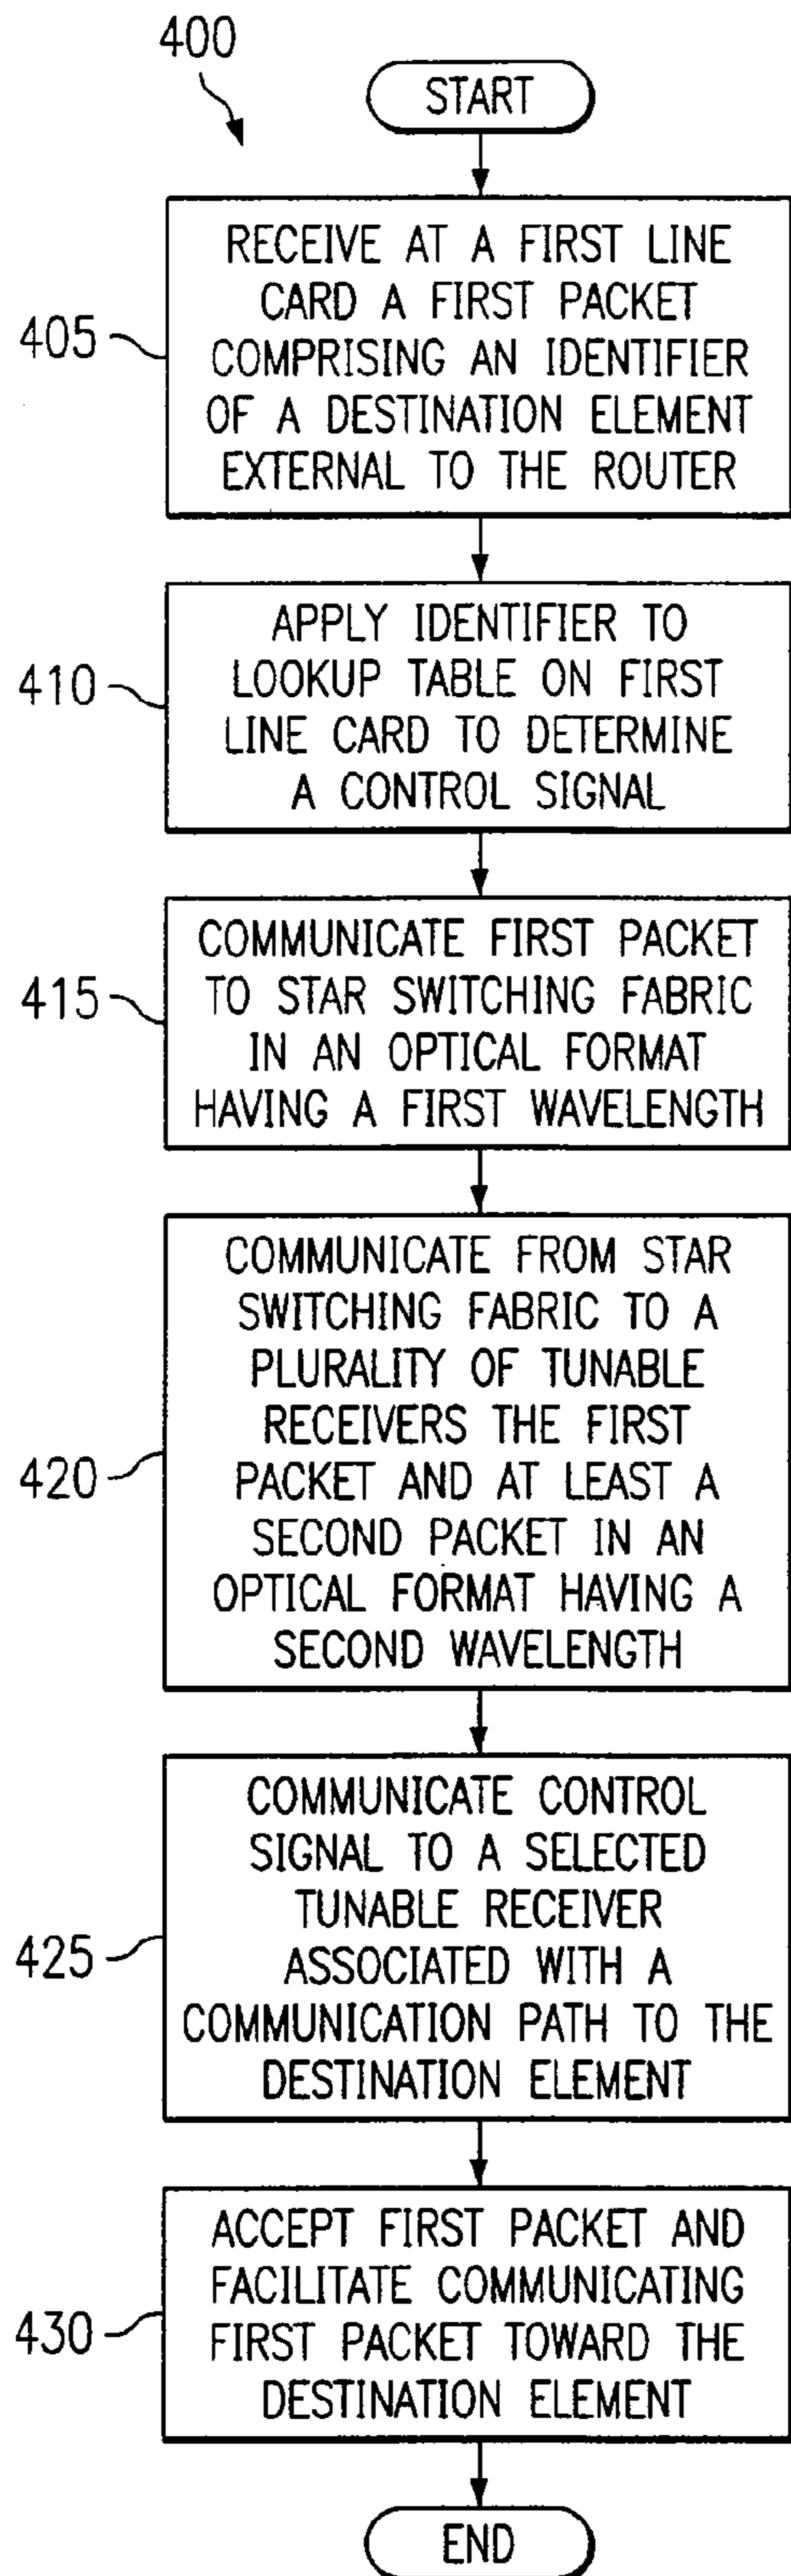 400
START
405
RECEIVE AT A FIRST LINE
CARD A FIRST PACKET
COMPRISING AN IDENTIFIER
OF A DESTINATION ELEMENT
EXTERNAL TO THE ROUTER
410
APPLY IDENTIFIER TO
LOOKUP TABLE ON FIRST
LINE CARD TO DETERMINE
A CONTROL SIGNAL
415
COMMUNICATE FIRST PACKET
TO STAR SWITCHING FABRIC
IN AN OPTICAL FORMAT
HAVING A FIRST WAVELENGTH
420
COMMUNICATE FROM STAR
SWITCHING FABRIC TO A
PLURALITY OF TUNABLE
RECEIVERS THE FIRST
PACKET AND AT LEAST A
SECOND PACKET IN AN
OPTICAL FORMAT HAVING A
SECOND WAVELENGTH
425
COMMUNICATE CONTROL
SIGNAL TO A SELECTED
TUNABLE RECEIVER
ASSOCIATED WITH A
COMMUNICATION PATH TO THE
DESTINATION ELEMENT
430
ACCEPT FIRST PACKET AND
FACILITATE COMMUNICATING
FIRST PACKET TOWARD THE
DESTINATION ELEMENT
END